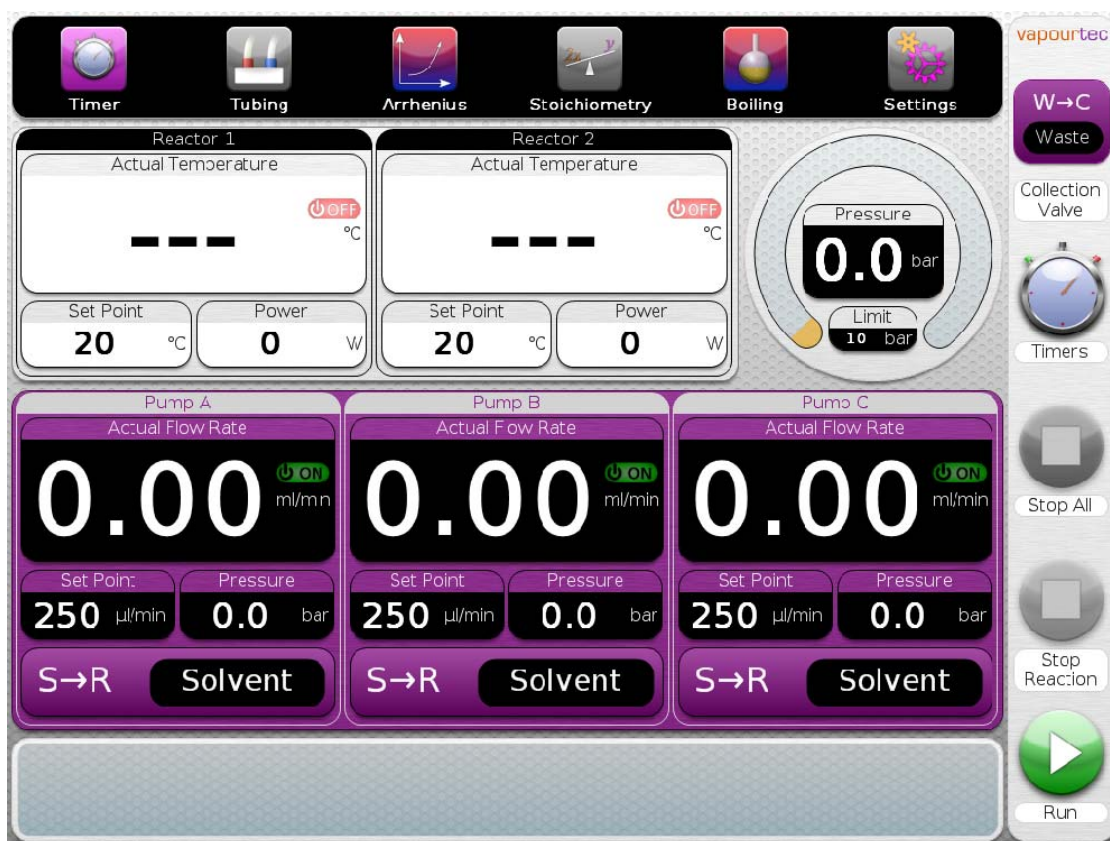 vapourtec
Timer
Tubing
Arrhenius
2x
y
Stoichiometry
Boiling
Settings
W→C
Waste
Collection
Valve
Timers
Stop All
Stop
Reaction
Run
Reactor 1
Actual Temperature
OFF
---
°C
Set Point
20 °C
Power
0 W
Reactor 2
Actual Temperature
OFF
---
°C
Set Point
20 °C
Power
0 W
Pressure
0.0 bar
Limit
10 bar
Pump A
Actual Flow Rate
ON
0.00 ml/min
Set Point
250 µl/min
Pressure
0.0 bar
S→R Solvent
Pump B
Actual Flow Rate
ON
0.00 ml/min
Set Point
250 µl/min
Pressure
0.0 bar
S→R Solvent
Pump C
Actual Flow Rate
ON
0.00 ml/min
Set Point
250 µl/min
Pressure
0.0 bar
S→R Solvent